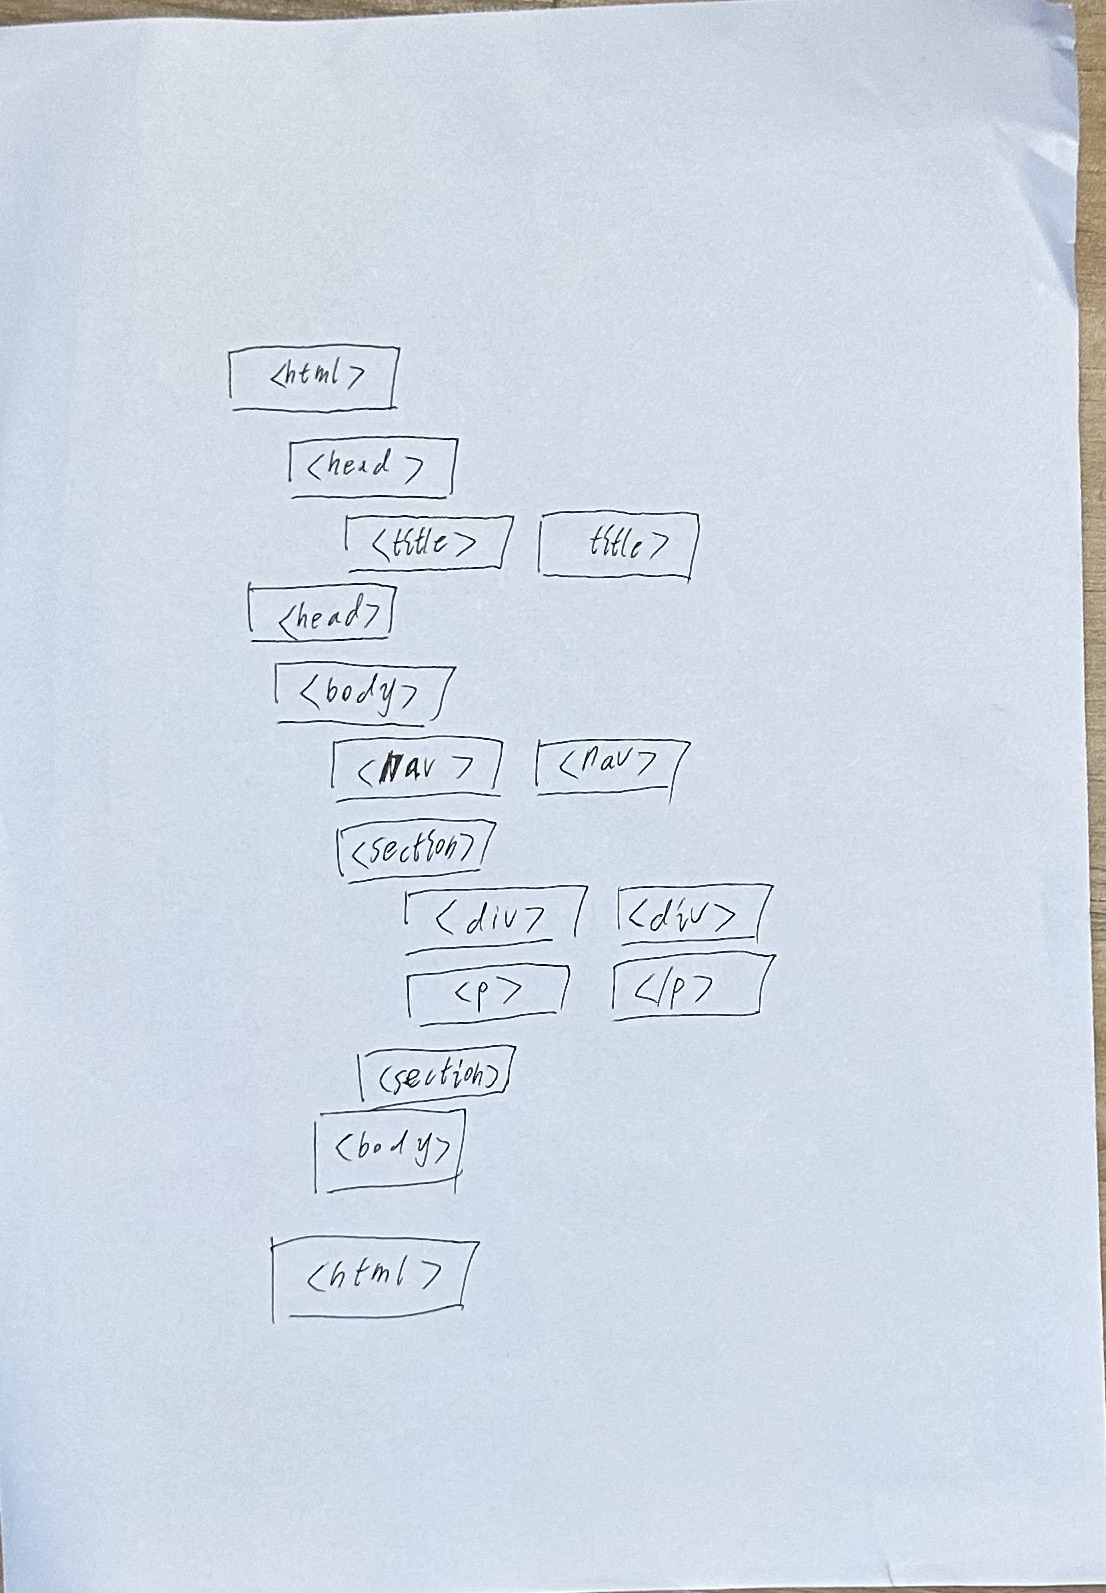 <html>
<head>
<title> title>
<head>
<body>
<nav> <nav>
<section>
<div> <div>
<p> </p>
<section>
<body>
<html>